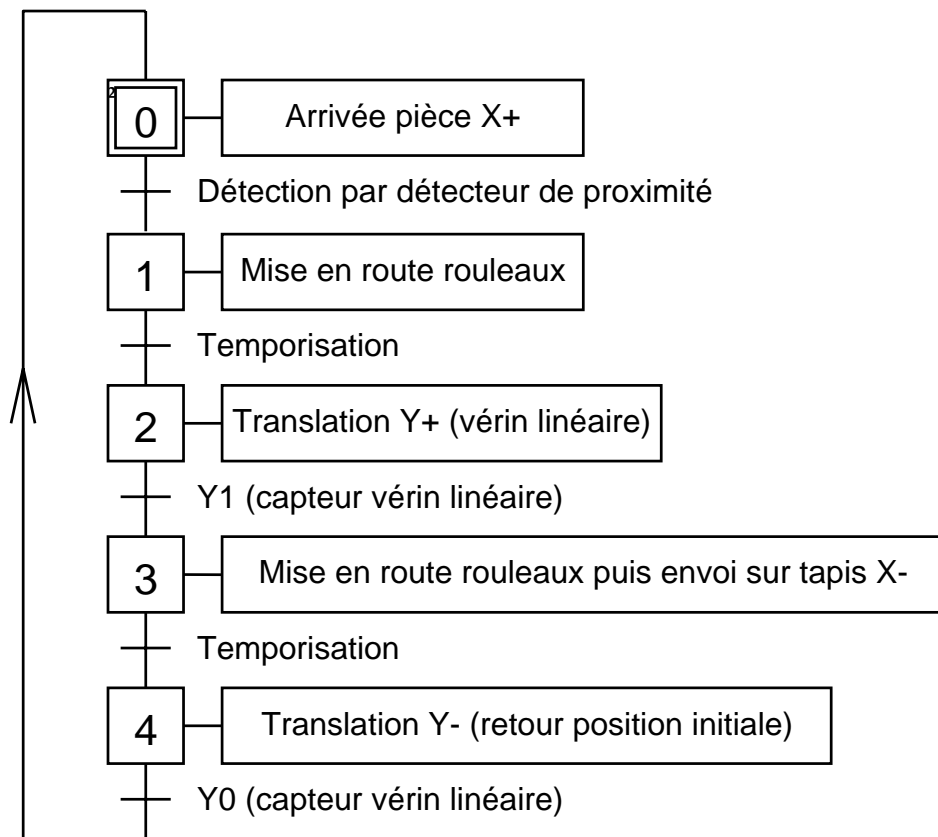 2
0
Arrivée pièce X+
Détection par détecteur de proximité
1
Mise en route rouleaux
Temporisation
2
Translation Y+ (vérin linéaire)
Y1 (capteur vérin linéaire)
3
Mise en route rouleaux puis envoi sur tapis X-
Temporisation
4
Translation Y- (retour position initiale)
Y0 (capteur vérin linéaire)